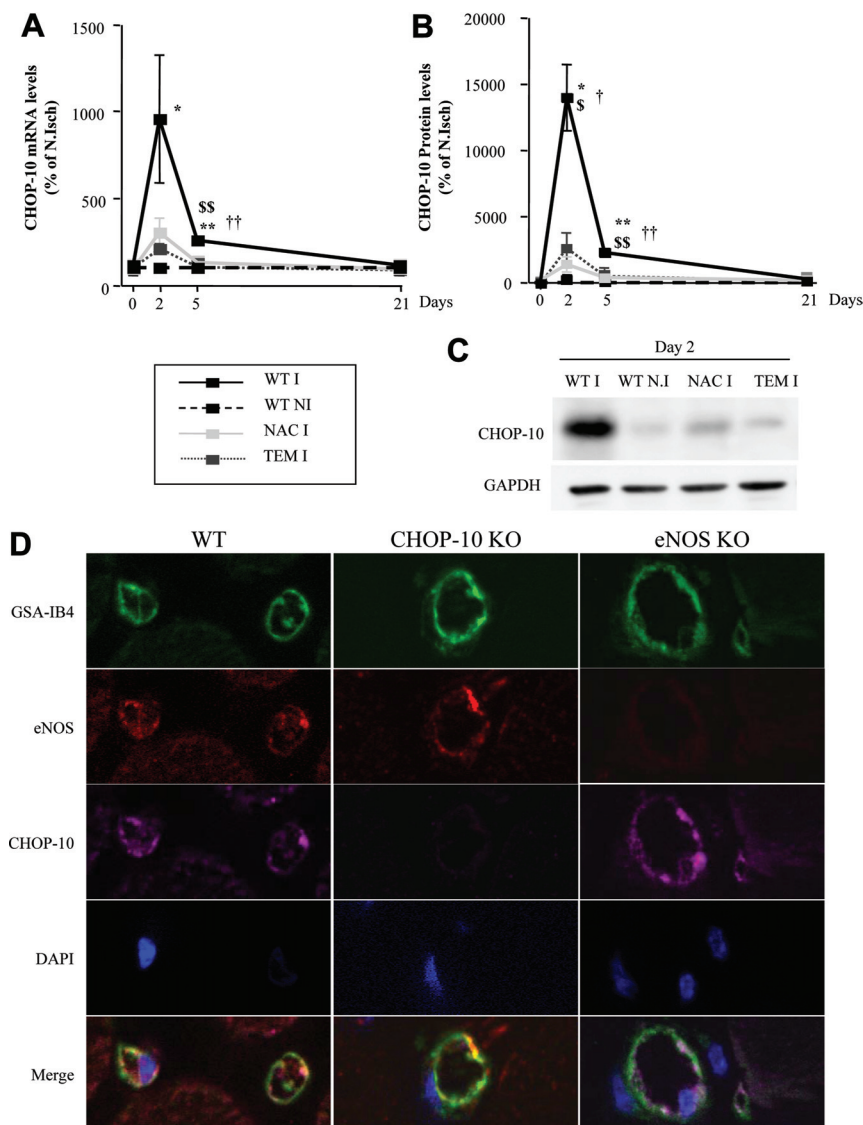 A
CHOP-10 mRNA levels
(% of N.Isch)
1500
1000
500
0
*
$$
** ††
0 2 5 21 Days
B
CHOP-10 Protein levels
(% of N.Isch)
20000
15000
10000
5000
0
*
$ †
**
$$ ††
0 2 5 21 Days
WT I
WT NI
NAC I
TEM I
C
Day 2
WT I WT N.I NAC I TEM I
CHOP-10
GAPDH
D
WT CHOP-10 KO eNOS KO
GSA-IB4
eNOS
CHOP-10
DAPI
Merge